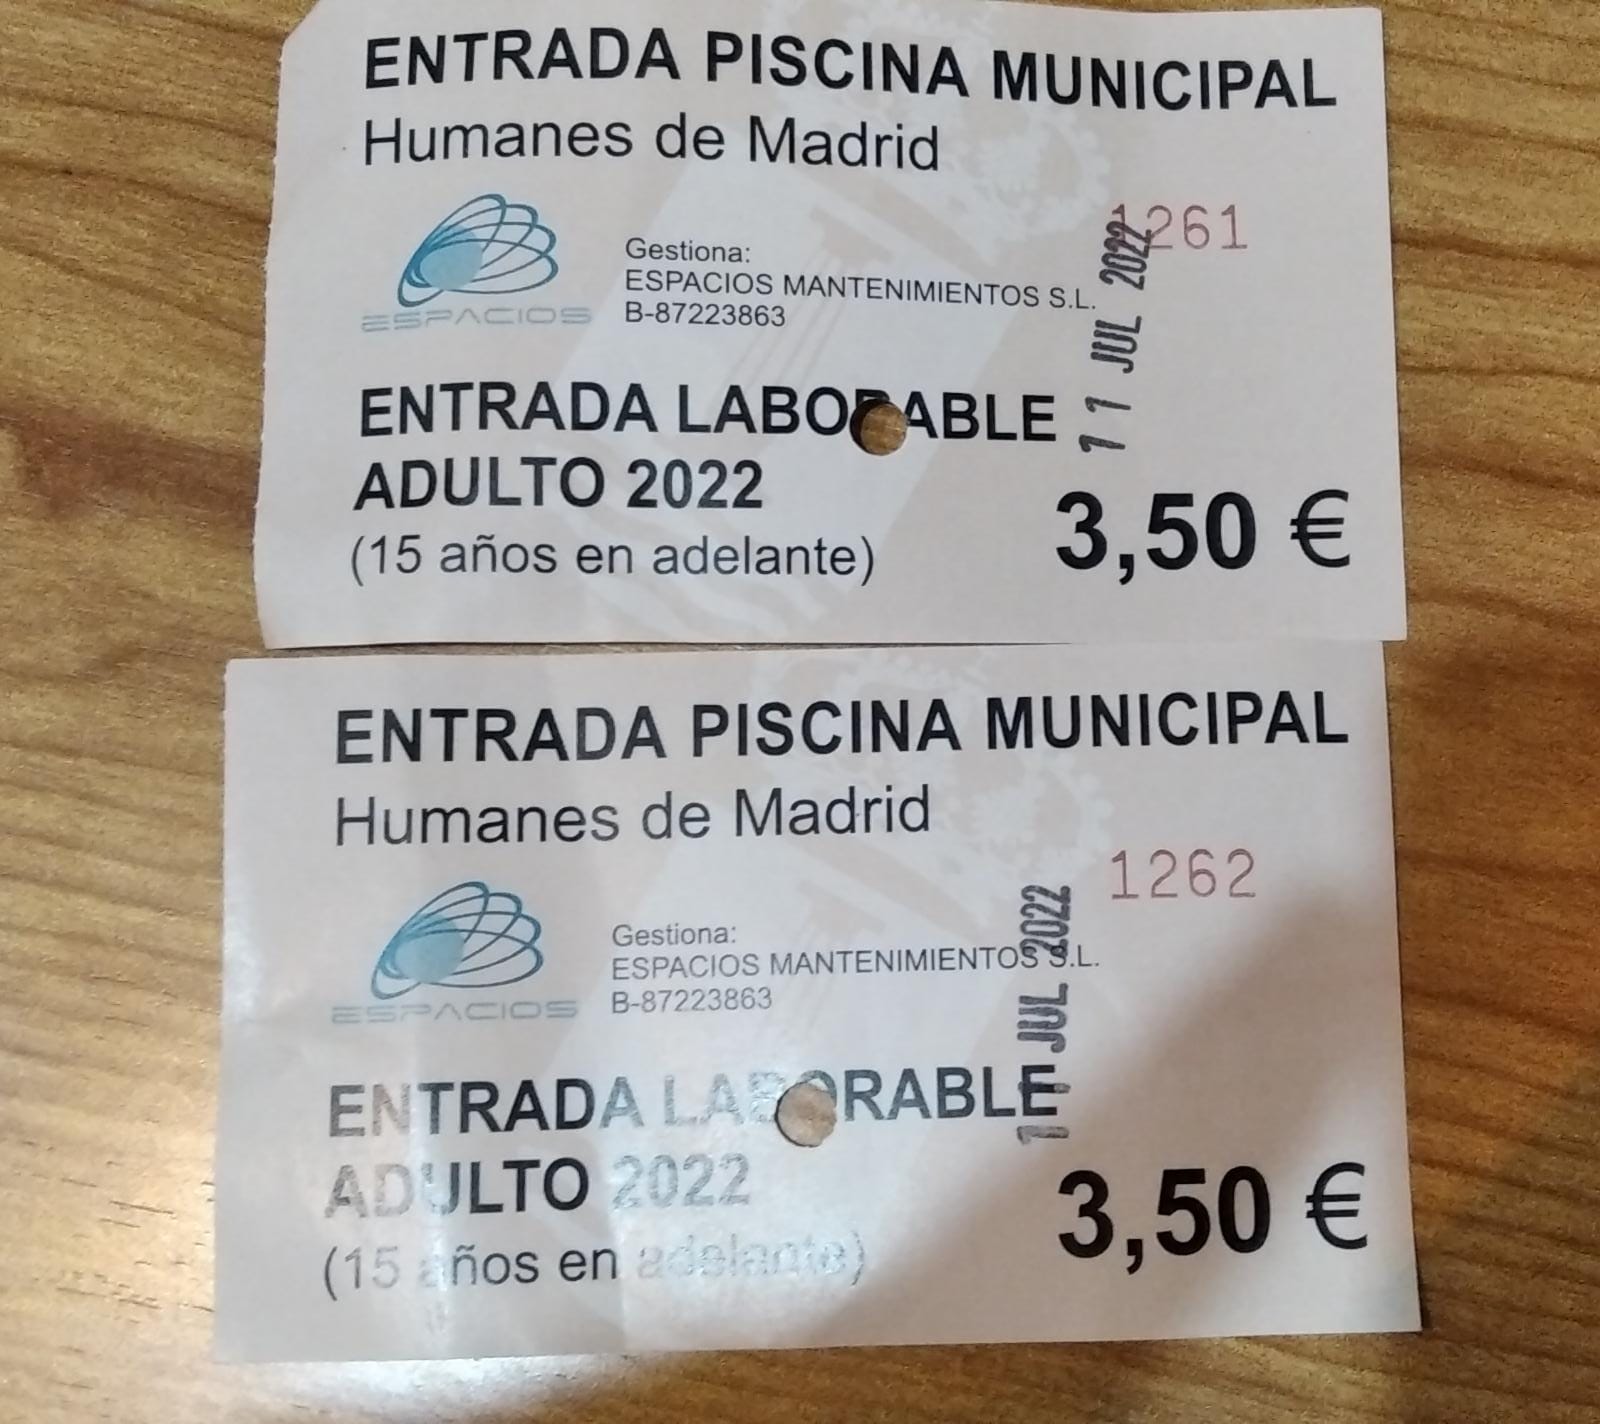 ENTRADA PISCINA MUNICIPAL
Humanes de Madrid
1261
ESPACIOS
Gestiona:
ESPACIOS MANTENIMIENTOS S.L.
B-87223863
11 JUL 2022
ENTRADA LABORABLE
ADULTO 2022
(15 años en adelante)
3,50 €
ENTRADA PISCINA MUNICIPAL
Humanes de Madrid
1262
ESPACIOS
Gestiona:
ESPACIOS MANTENIMIENTOS S.L.
B-87223863
11 JUL 2022
ENTRADA LABORABLE
ADULTO 2022
(15 años en adelante)
3,50 €